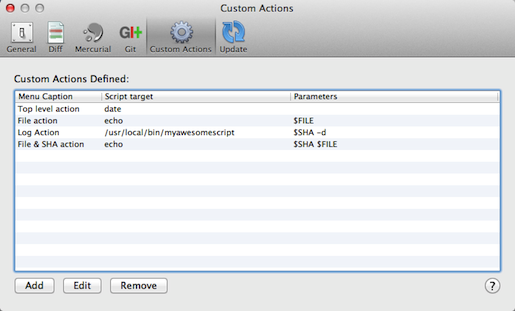 Custom Actions
General Diff Mercurial Git Custom Actions Update
Custom Actions Defined:
Menu Caption Script target Parameters
Top level action date
File action echo $FILE
Log Action /usr/local/bin/myawesomescript $SHA -d
File & SHA action echo $SHA $FILE
Add Edit Remove ?